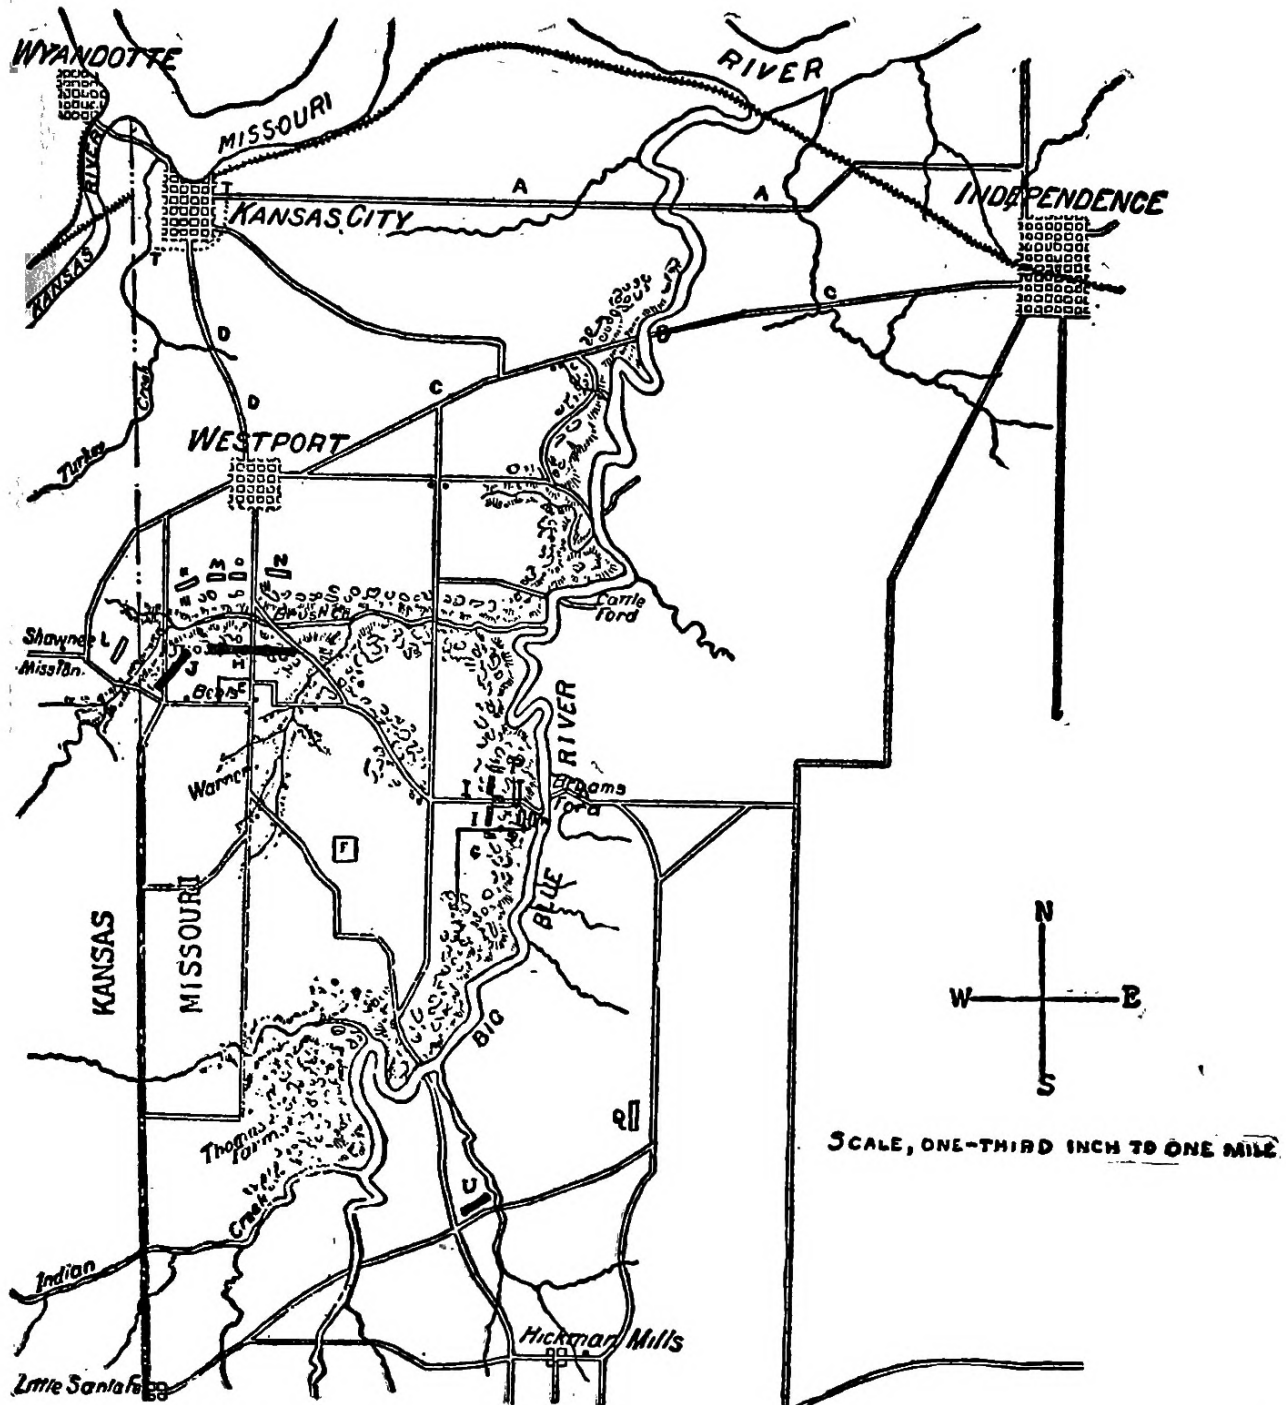 WYANDOTTE
RIVER
MISSOURI
RIVER
KANSAS
T
KANSAS CITY
T
A
A
INDEPENDENCE
D
D
C
C
B
Turkey
Creek
WESTPORT
O
K
M
O
N
BRUSH CK
Cattle
ford
Shawnee
Mission
L
J
H
E
RIVER
Warner
I
I
P
Byrams
Ford
F
G
KANSAS
MISSOURI
BLUE
BIG
N
W
E
S
SCALE, ONE-THIRD INCH TO ONE MILE
Q
Thomas
farm
U
Creek
Indian
Hickman Mills
Little Santa Fe